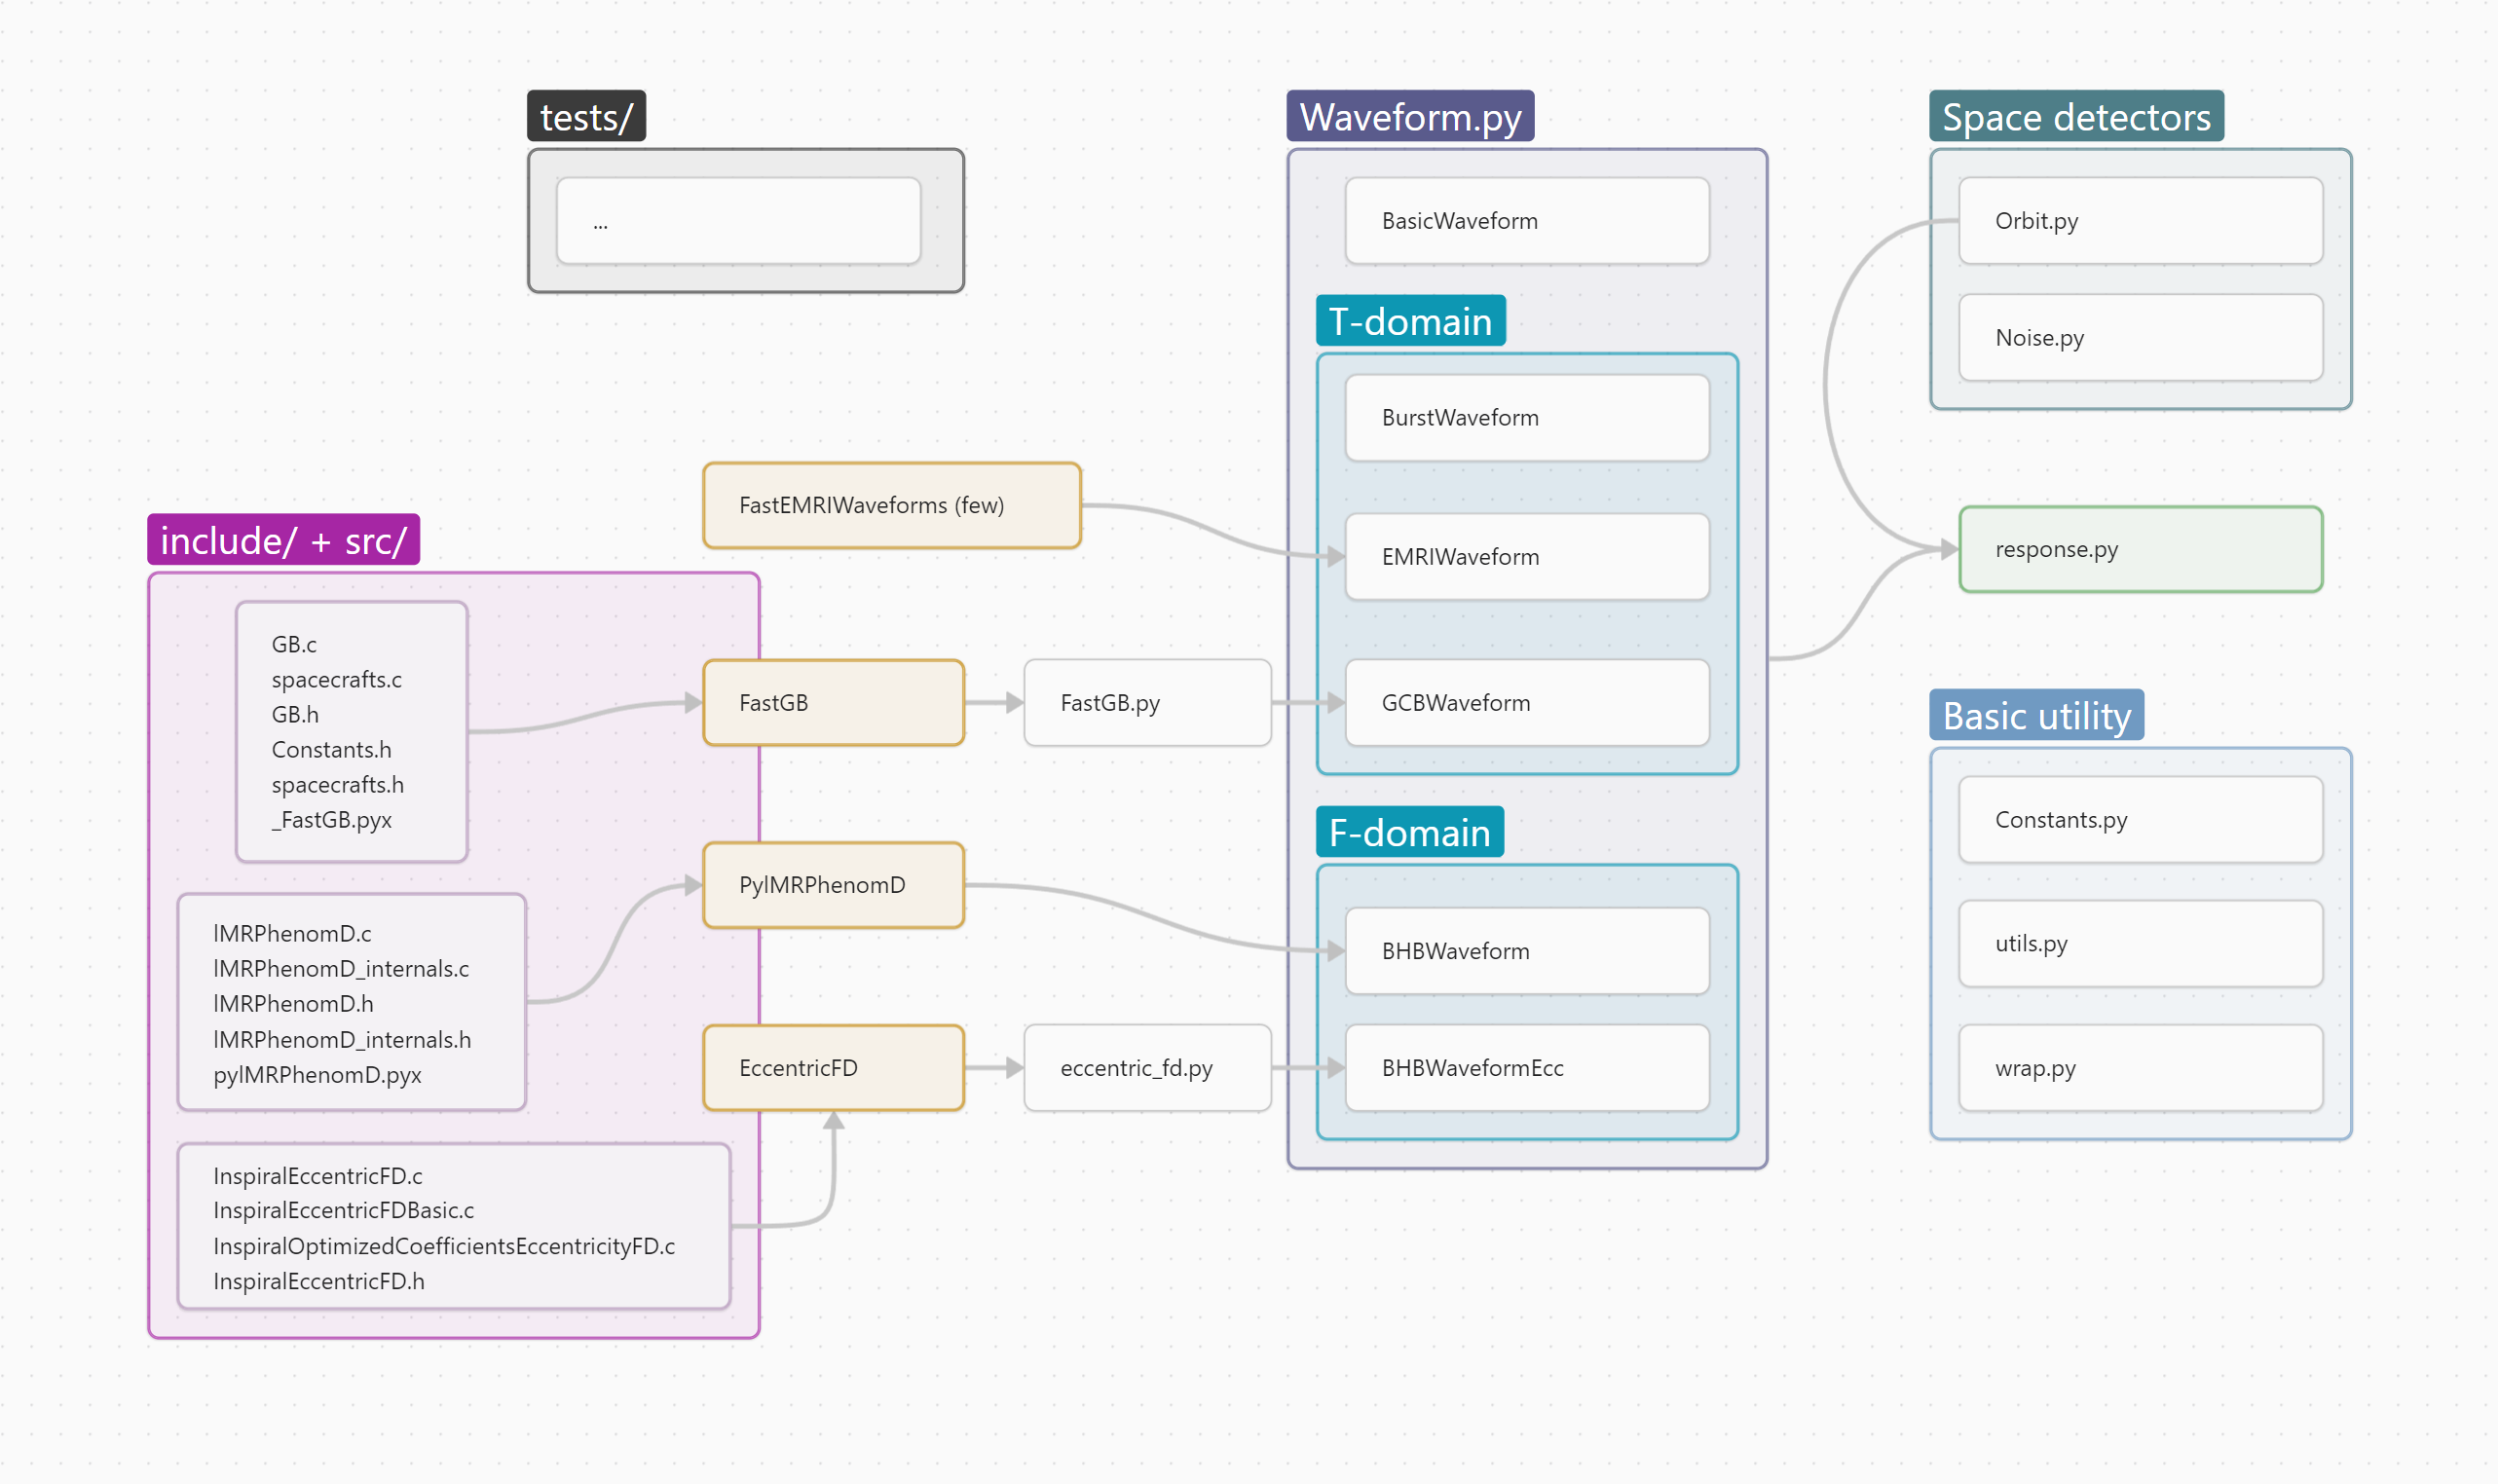 tests/
...
Waveform.py
BasicWaveform
T-domain
BurstWaveform
EMRIWaveform
GCBWaveform
F-domain
BHBWaveform
BHBWaveformEcc
Space detectors
Orbit.py
Noise.py
response.py
Basic utility
Constants.py
utils.py
wrap.py
FastEMRIWaveforms (few)
include/ + src/
GB.c
spacecrafts.c
GB.h
Constants.h
spacecrafts.h
_FastGB.pyx
IMRPhenomD.c
IMRPhenomD_internals.c
IMRPhenomD.h
IMRPhenomD_internals.h
pyIMRPhenomD.pyx
InspiralEccentricFD.c
InspiralEccentricFDBasic.c
InspiralOptimizedCoefficientsEccentricityFD.c
InspiralEccentricFD.h
FastGB
FastGB.py
PyIMRPhenomD
EccentricFD
eccentric_fd.py